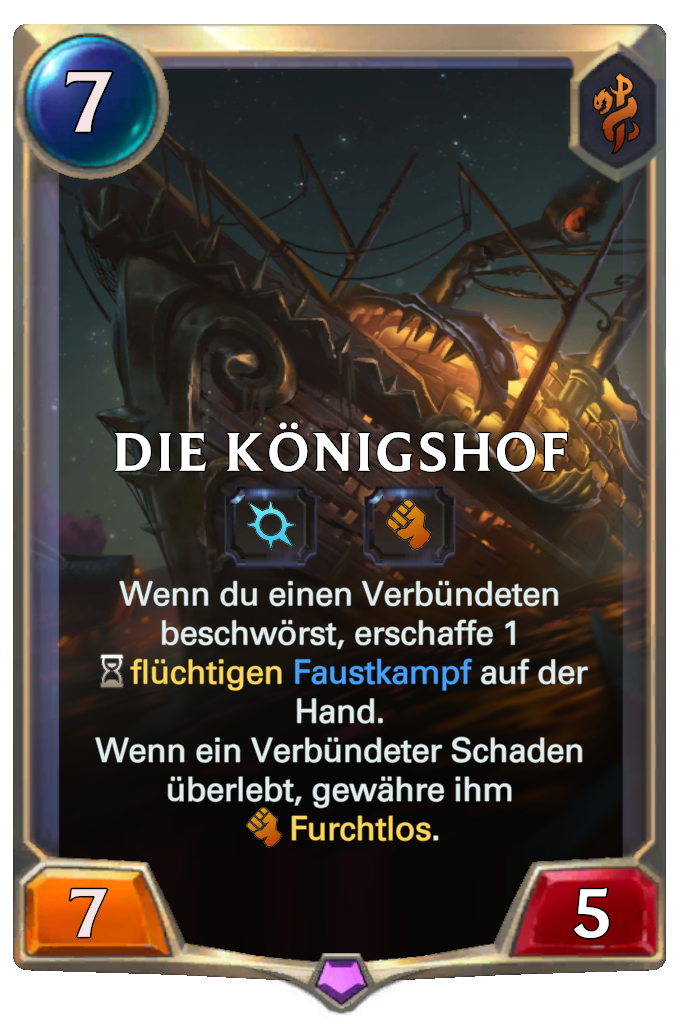 7
DIE KÖNIGSHOF
Wenn du einen Verbündeten
beschwörst, erschaffe 1
flüchtigen Faustkampf auf der
Hand.
Wenn ein Verbündeter Schaden
überlebt, gewähre ihm
Furchtlos.
7
5